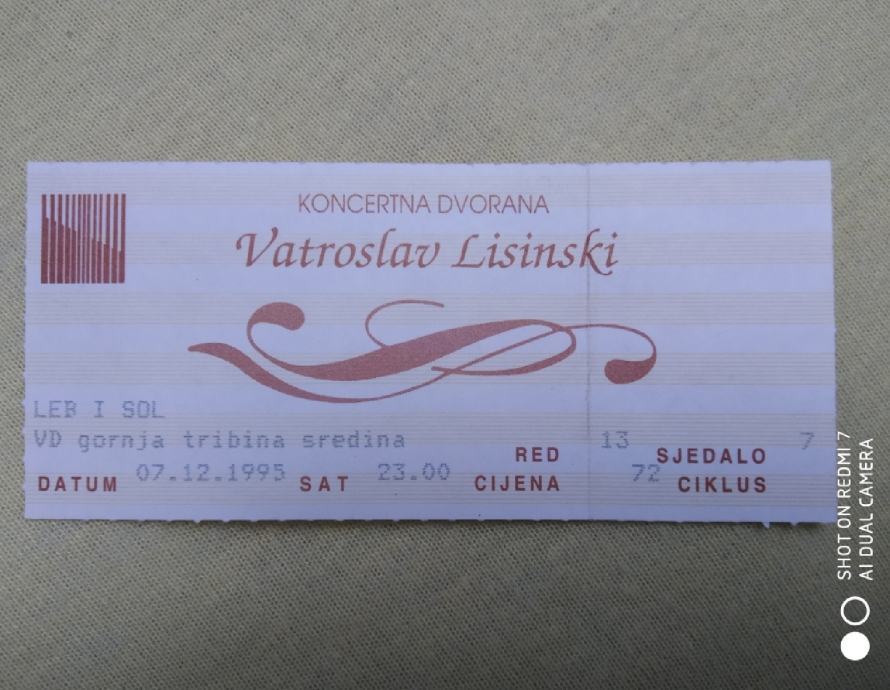 KONCERTNA DVORANA
Vatroslav Lisinski
LEB I SOL
VD gornja tribina sredina
RED 13 SJEDALO 7
DATUM 07.12.1995 SAT 23.00 CIJENA 72 CIKLUS
SHOT ON REDMI 7
AI DUAL CAMERA